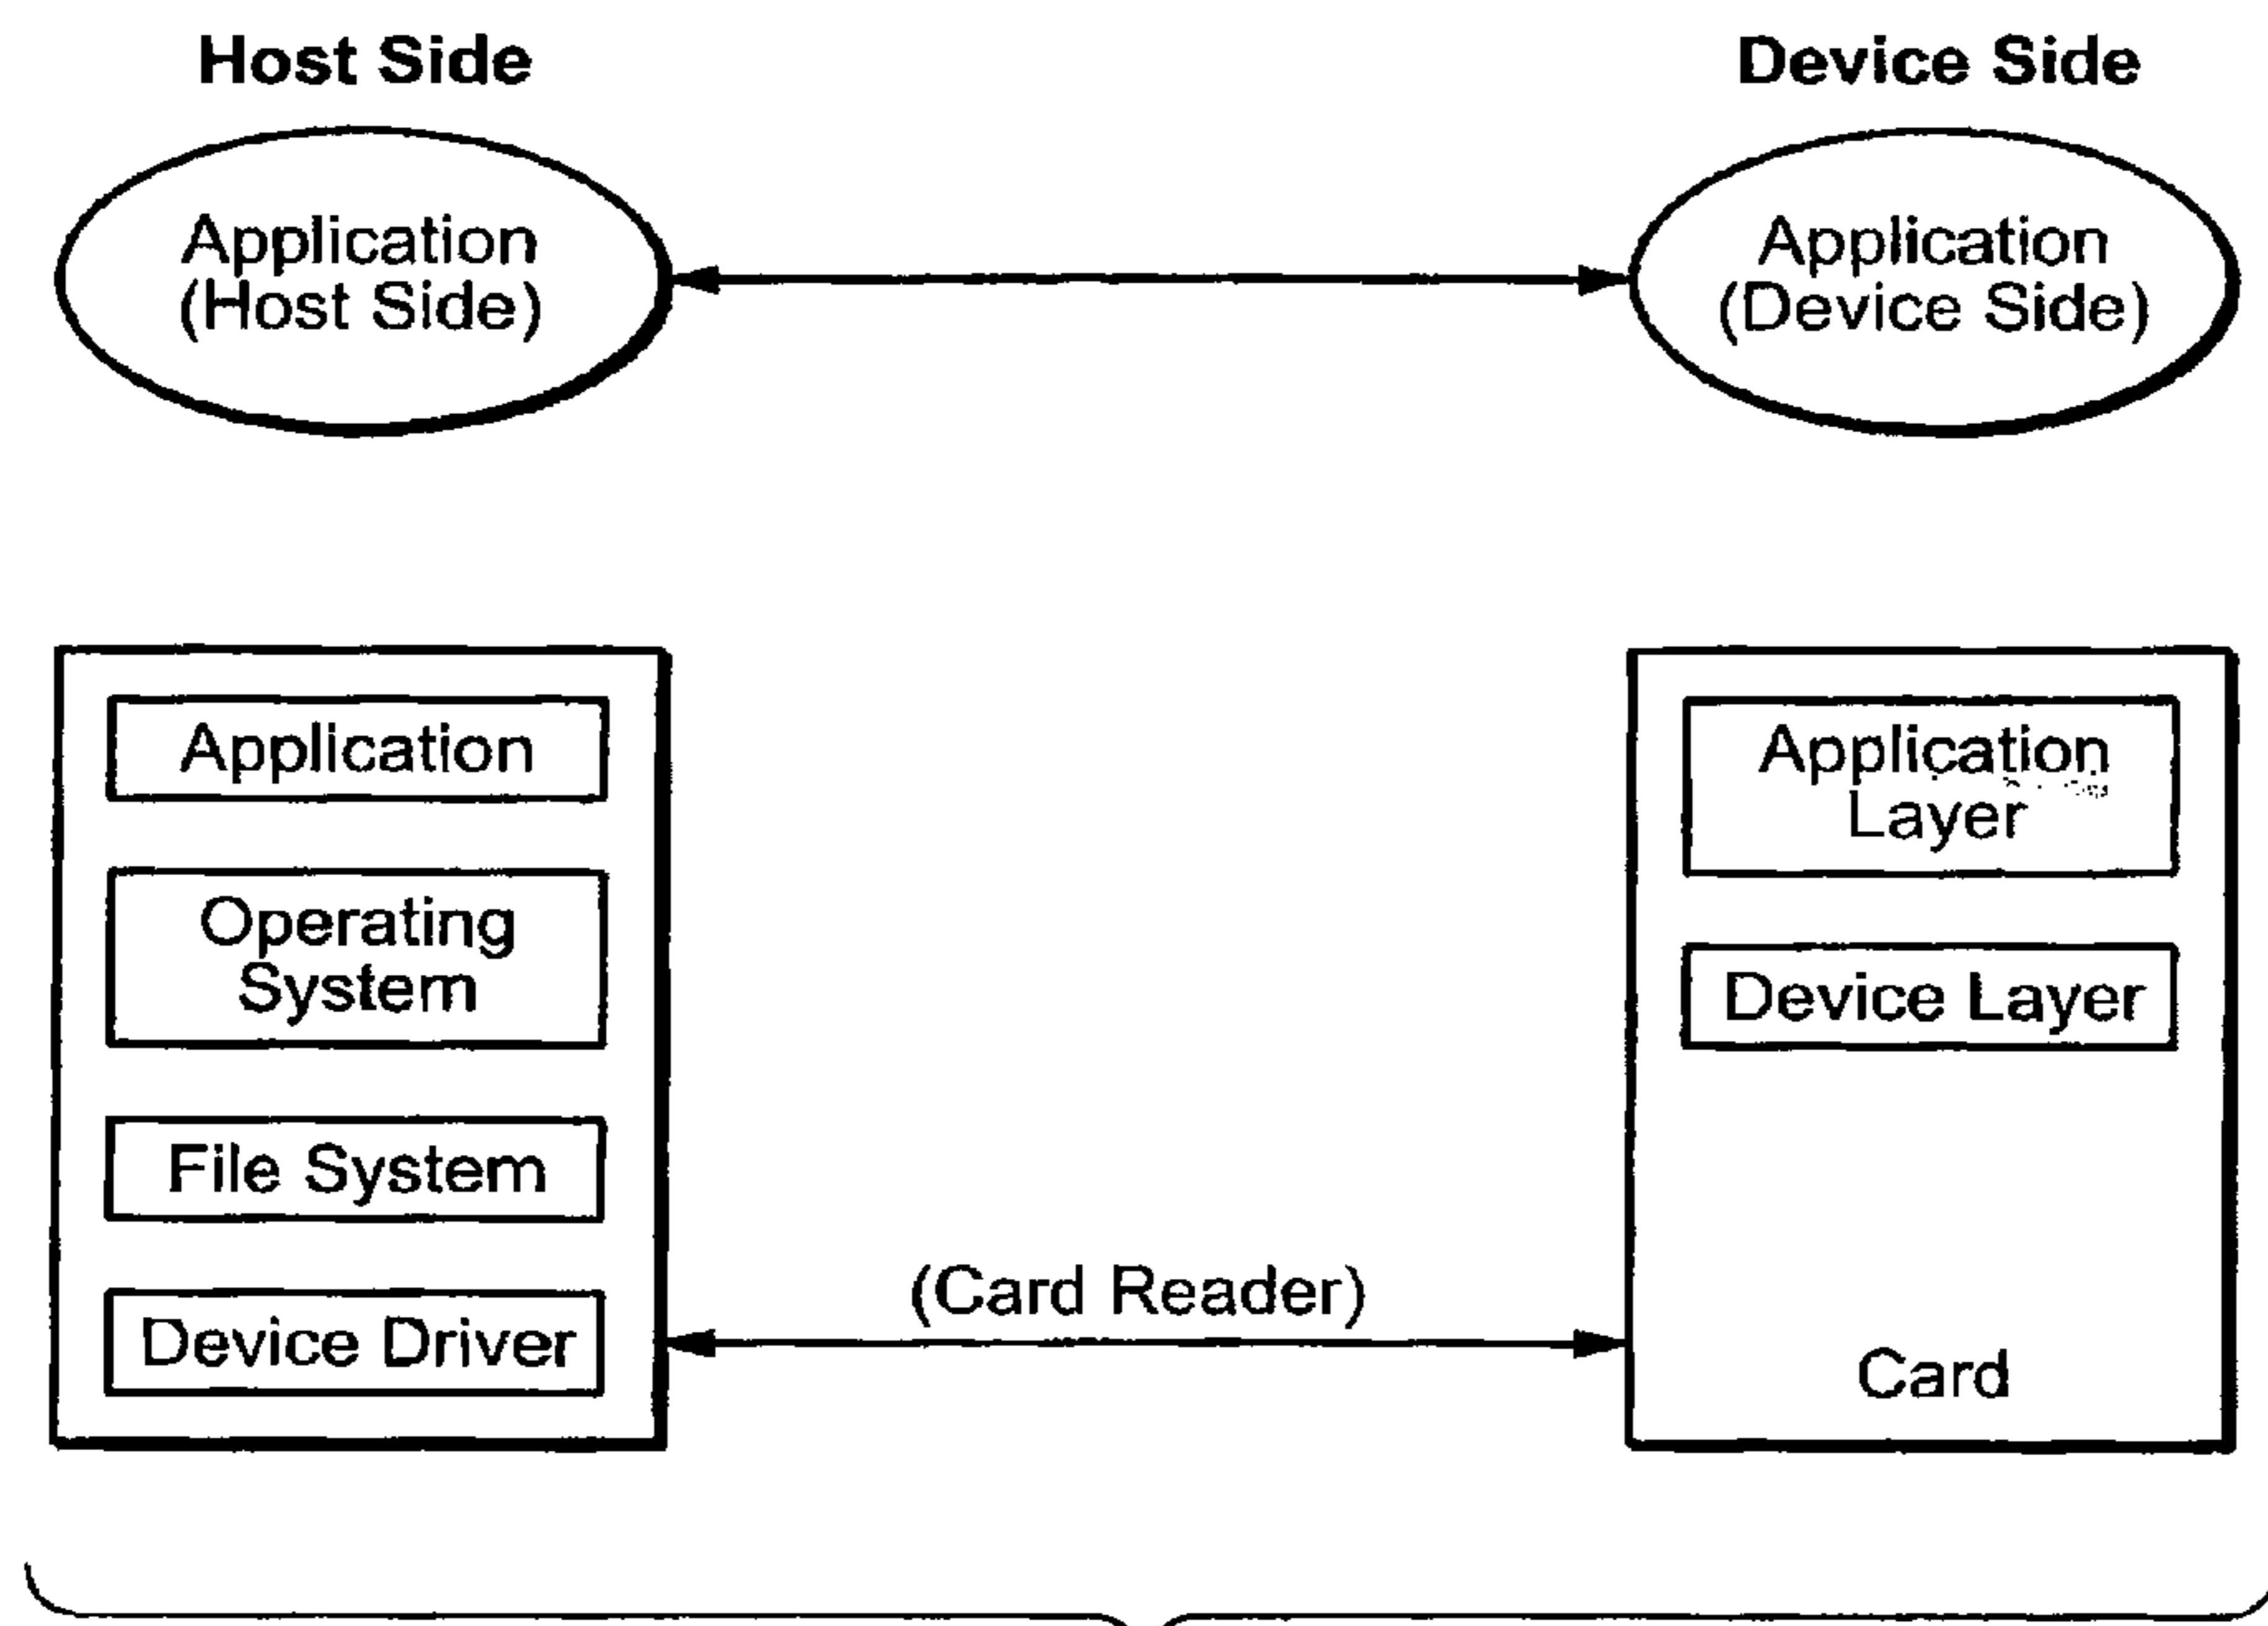 Host Side
Device Side
Application
(Host Side)
Application
(Device Side)
Application
Operating
System
File System
Device Driver
(Card Reader)
Application
Layer
Device Layer
Card